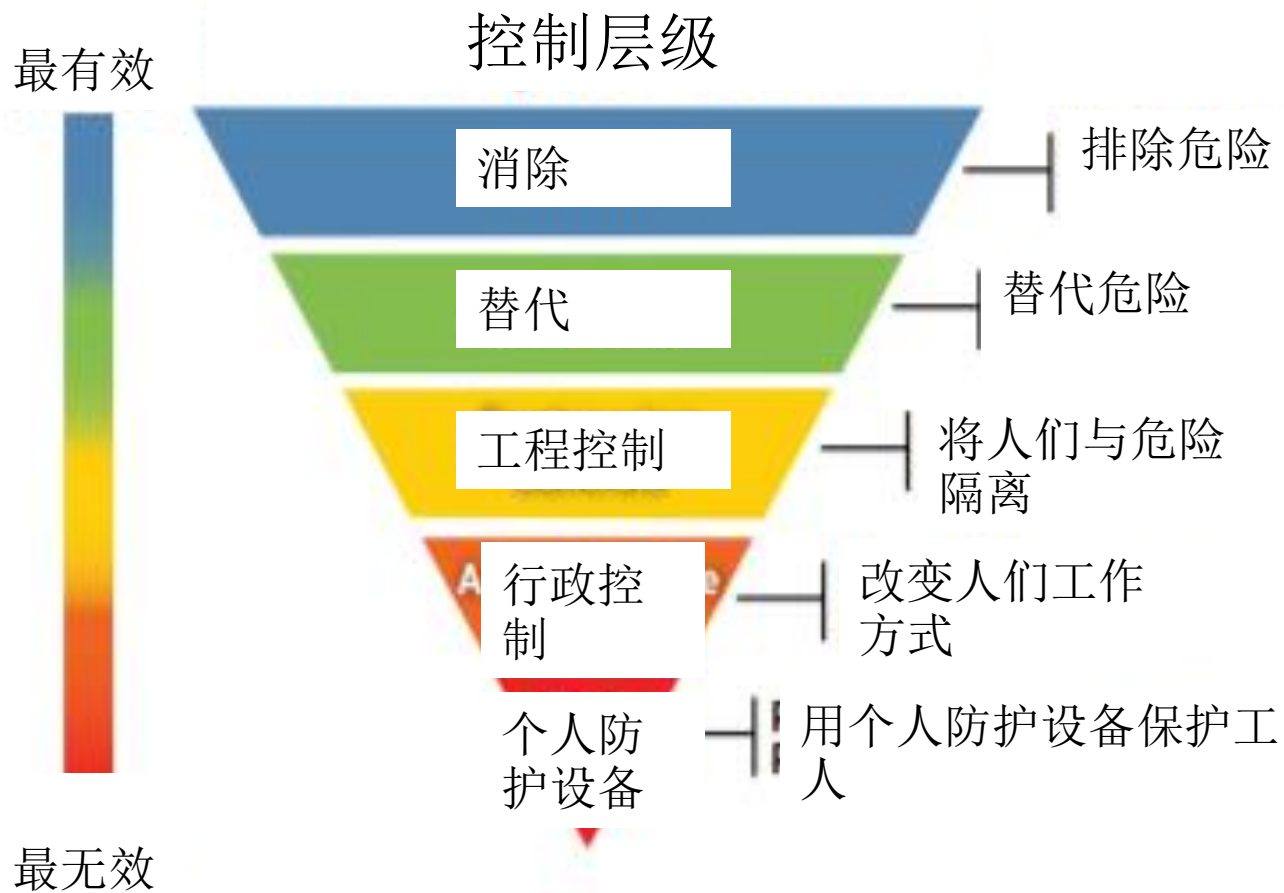 控制层级
最有效
消除
排除危险
替代
替代危险
工程控制
将人们与危险
隔离
行政控
制
改变人们工作
方式
个人防
护设备
用个人防护设备保护工
人
最无效